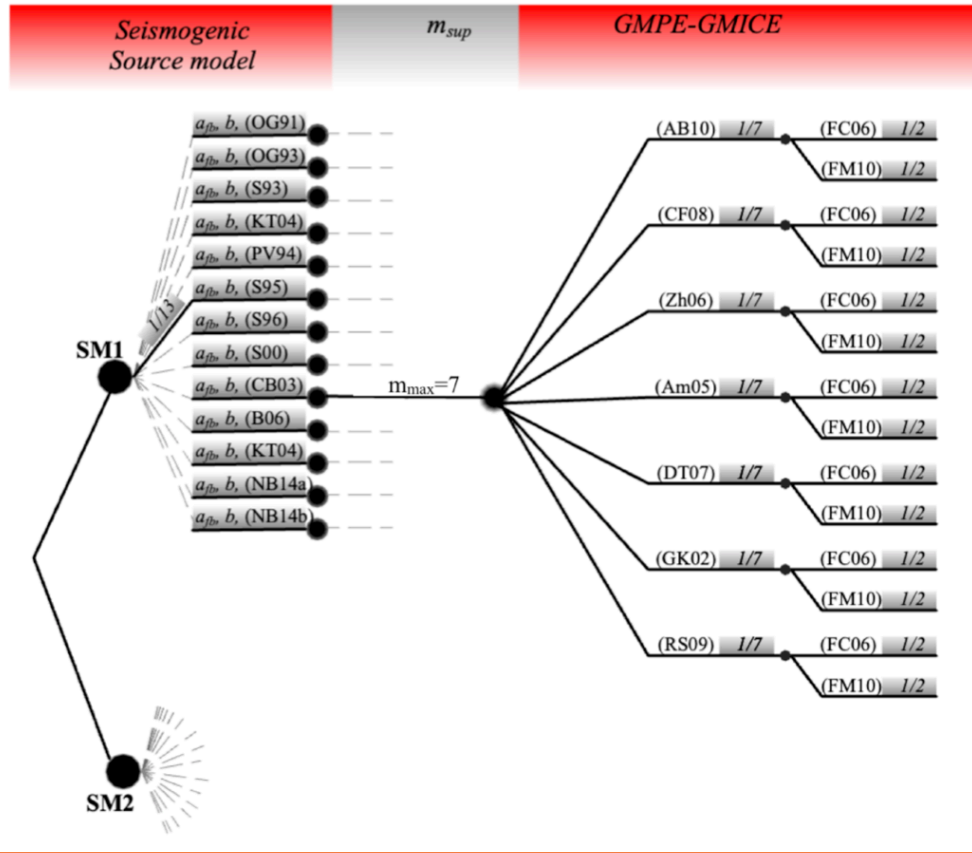 Seismogenic
Source model
m_sup
GMPE-GMICE
a_fb, b, (OG91)
a_fb, b, (OG93)
a_fb, b, (S93)
a_fb, b, (KT04)
a_fb, b, (PV94)
a_fb, b, (S95)
a_fb, b, (S96)
a_fb, b, (S00)
a_fb, b, (CB03)
a_fb, b, (B06)
a_fb, b, (KT04)
a_fb, b, (NB14a)
a_fb, b, (NB14b)
1/13
SM1
SM2
m_max=7
(AB10) 1/7 (FC06) 1/2
(FM10) 1/2
(CF08) 1/7 (FC06) 1/2
(FM10) 1/2
(Zh06) 1/7 (FC06) 1/2
(FM10) 1/2
(Am05) 1/7 (FC06) 1/2
(FM10) 1/2
(DT07) 1/7 (FC06) 1/2
(FM10) 1/2
(GK02) 1/7 (FC06) 1/2
(FM10) 1/2
(RS09) 1/7 (FC06) 1/2
(FM10) 1/2